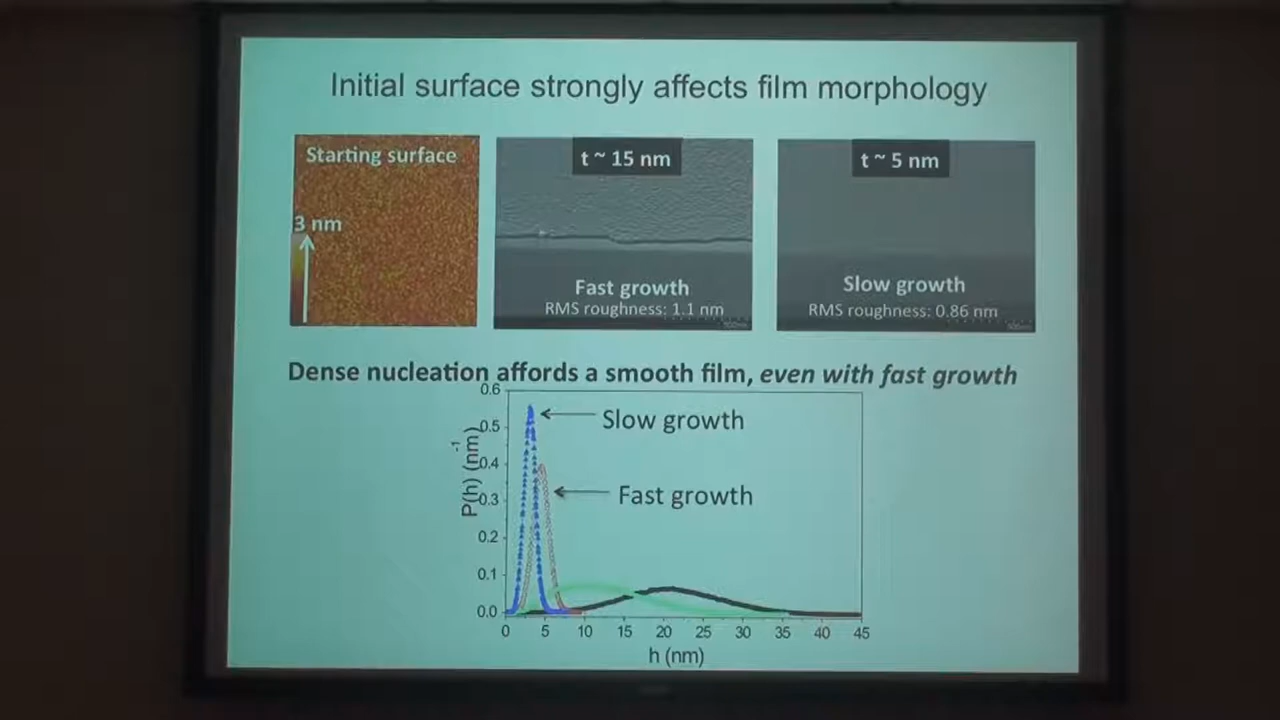 Initial surface strongly affects film morphology
Starting surface
3 nm
t ~ 15 nm
Fast growth
RMS roughness: 1.1 nm
t ~ 5 nm
Slow growth
RMS roughness: 0.86 nm
Dense nucleation affords a smooth film, even with fast growth
0.6
0.5
0.4
0.3
0.2
0.1
0.0
P(h) (nm)-1
Slow growth
Fast growth
0 5 10 15 20 25 30 35 40 45
h (nm)